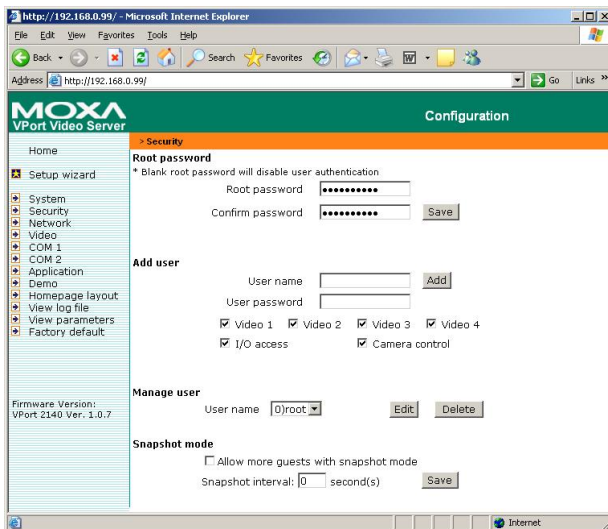 http://192.168.0.99/ - Microsoft Internet Explorer
File Edit View Favorites Tools Help
Back Search Favorites
Address http://192.168.0.99/ Go Links »
MOXA
VPort Video Server
Configuration
Home
Setup wizard
System
Security
Network
Video
COM 1
COM 2
Application
Demo
Homepage layout
View log file
View parameters
Factory default
Firmware Version:
VPort 2140 Ver. 1.0.7
> Security
Root password
* Blank root password will disable user authentication
Root password ●●●●●●●●●●
Confirm password ●●●●●●●●●● Save
Add user
User name Add
User password
Video 1 Video 2 Video 3 Video 4
I/O access Camera control
Manage user
User name 0)root Edit Delete
Snapshot mode
Allow more guests with snapshot mode
Snapshot interval: 0 second(s) Save
Internet